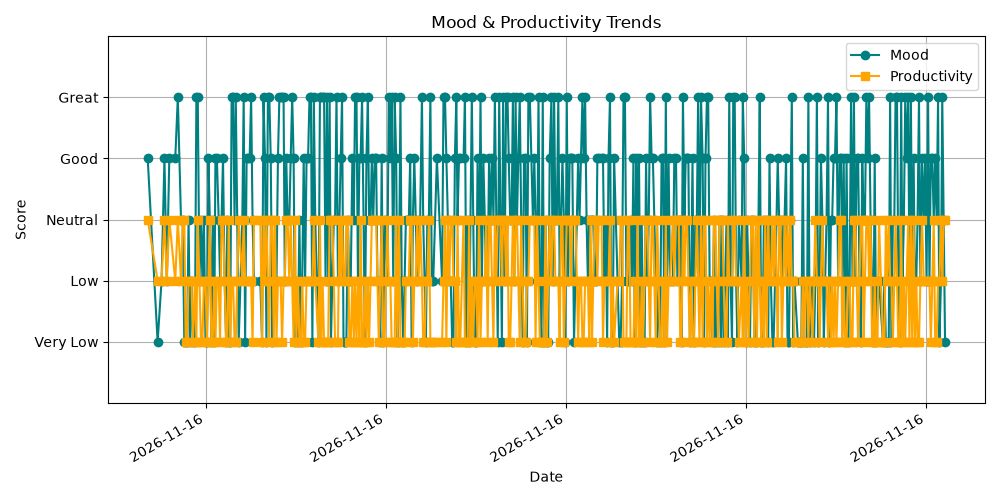 Mood & Productivity Trends
Mood
Productivity
Great
Good
Neutral
Low
Very Low
Score
2026-11-16
2026-11-16
2026-11-16
2026-11-16
2026-11-16
Date